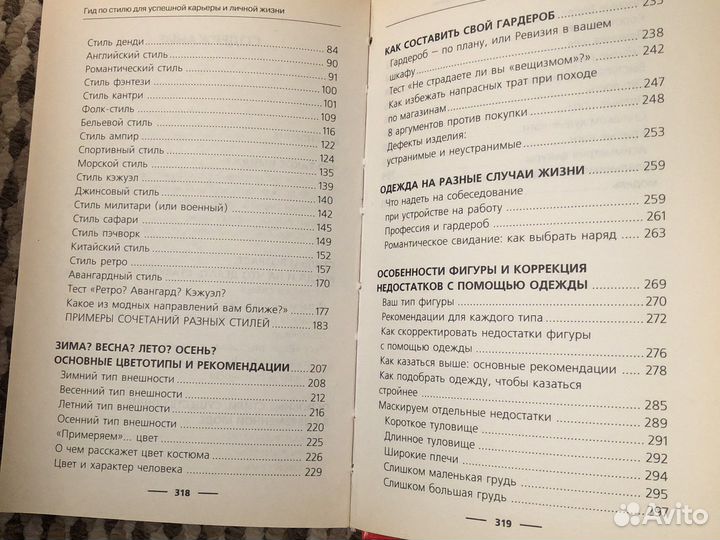 Гид по стилю для успешной карьеры и личной жизни
Стиль денди 84
Английский стиль 90
Романтический стиль 91
Стиль фэнтези 100
Стиль кантри 101
Фолк-стиль 109
Бельевой стиль 116
Стиль ампир 122
Спортивный стиль 124
Морской стиль 135
Стиль кэжуэл 139
Джинсовый стиль 140
Стиль милитари (или военный) 142
Стиль сафари 145
Стиль пэчворк 149
Китайский стиль 152
Стиль ретро 157
Авангардный стиль 170
Тест «Ретро? Авангард? Кэжуэл?
Какое из модных направлений вам ближе?» 177
ПРИМЕРЫ СОЧЕТАНИЙ РАЗНЫХ СТИЛЕЙ 183
ЗИМА? ВЕСНА? ЛЕТО? ОСЕНЬ?
ОСНОВНЫЕ ЦВЕТОТИПЫ И РЕКОМЕНДАЦИИ 207
Зимний тип внешности 208
Весенний тип внешности 212
Летний тип внешности 216
Осенний тип внешности 220
«Примеряем»... цвет 225
О чем расскажет цвет костюма 226
Цвет и характер человека 229
318
235
КАК СОСТАВИТЬ СВОЙ ГАРДЕРОБ
Гардероб – по плану, или Ревизия в вашем
шкафу 238
Тест «Не страдаете ли вы «вещизмом»?» 242
Как избежать напрасных трат при походе
по магазинам 247
8 аргументов против покупки 248
Дефекты изделия:
устранимые и неустранимые 253
ОДЕЖДА НА РАЗНЫЕ СЛУЧАИ ЖИЗНИ 259
Что надеть на собеседование
при устройстве на работу 259
Профессия и гардероб 261
Романтическое свидание: как выбрать наряд 263
ОСОБЕННОСТИ ФИГУРЫ И КОРРЕКЦИЯ
НЕДОСТАТКОВ С ПОМОЩЬЮ ОДЕЖДЫ 269
Ваш тип фигуры 270
Рекомендации для каждого типа 272
Как скорректировать недостатки фигуры
с помощью одежды 276
Как казаться выше: основные рекомендации 278
Как подобрать одежду, чтобы казаться
стройнее 285
Маскируем отдельные недостатки 289
Короткое туловище 291
Длинное туловище 292
Широкие плечи 294
Слишком маленькая грудь 295
Слишком большая грудь 297
319
Avito